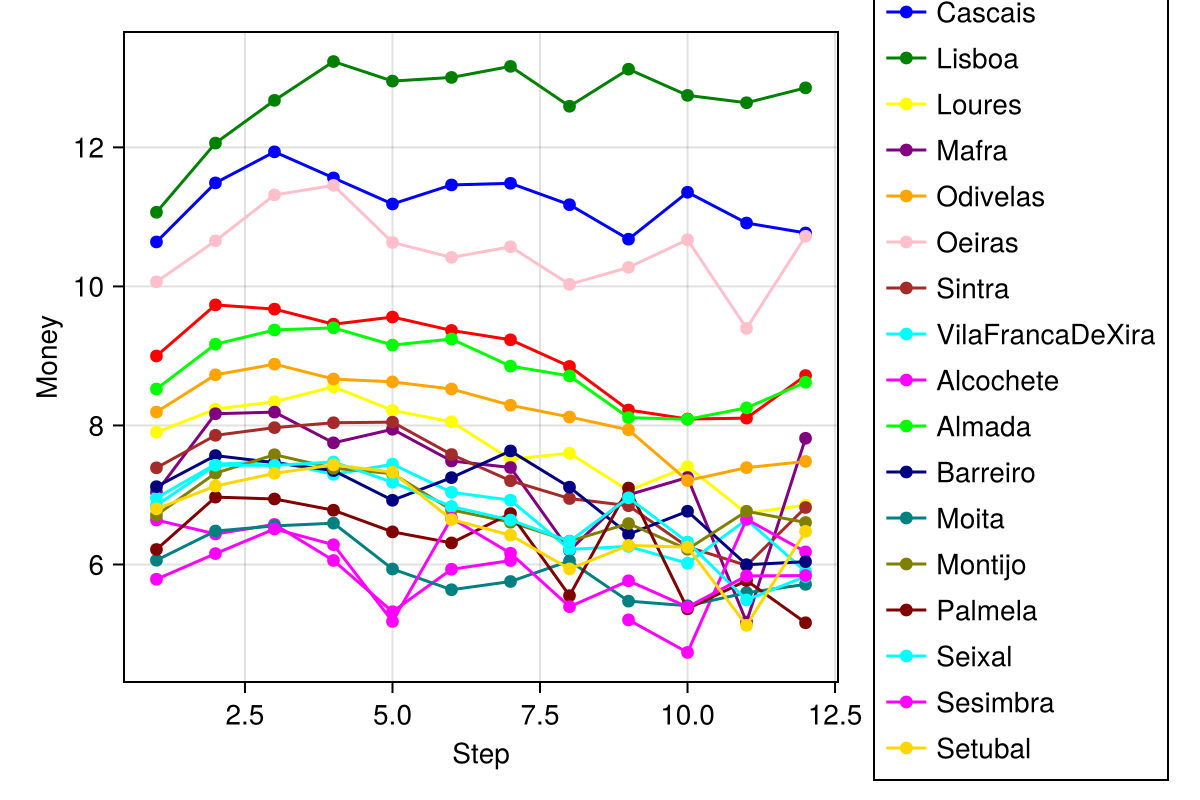 Cascais
Lisboa
Loures
Mafra
Odivelas
Oeiras
Sintra
VilaFrancaDeXira
Alcochete
Almada
Barreiro
Moita
Montijo
Palmela
Seixal
Sesimbra
Setubal
12
10
8
6
Money
2.5 5.0 7.5 10.0 12.5
Step